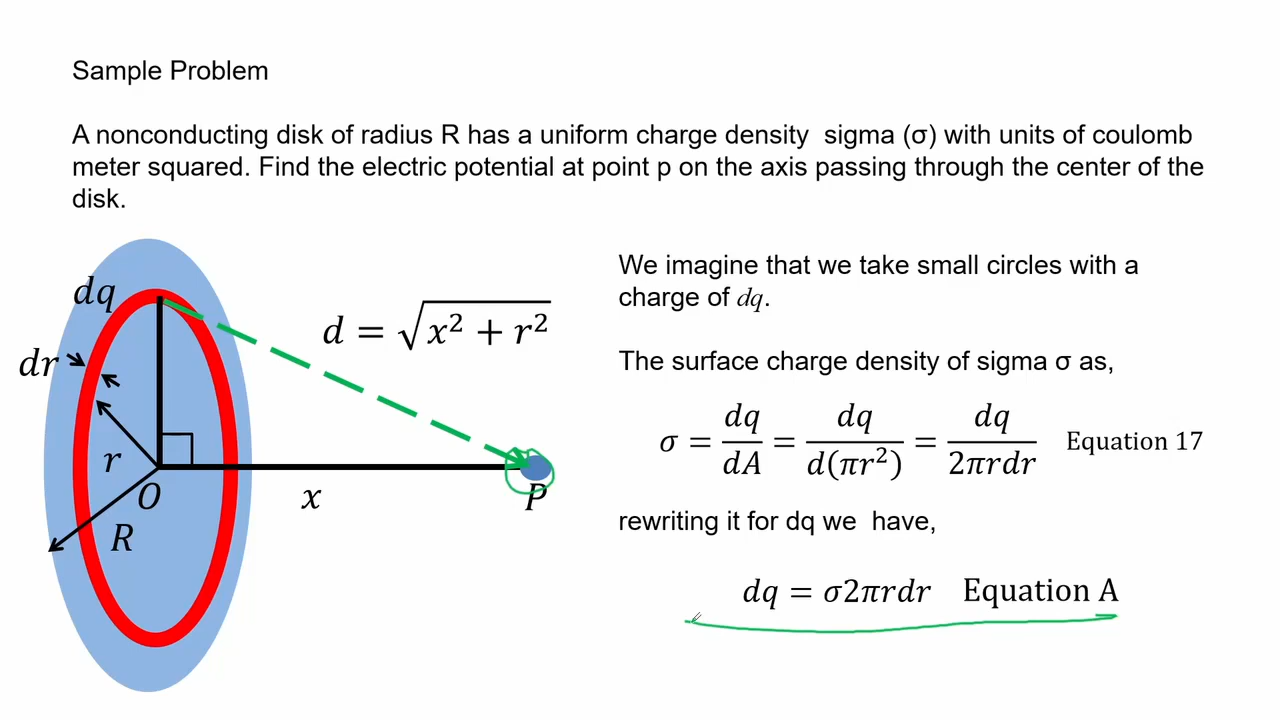 Sample Problem
A nonconducting disk of radius R has a uniform charge density sigma (σ) with units of coulomb
meter squared. Find the electric potential at point p on the axis passing through the center of the
disk.
dq
dr
r
O
R
x
P
d = √(x² + r²)
We imagine that we take small circles with a
charge of dq.
The surface charge density of sigma σ as,
σ = dq/dA = dq/d(πr²) = dq/2πrdr Equation 17
rewriting it for dq we have,
dq = σ2πrdr Equation A